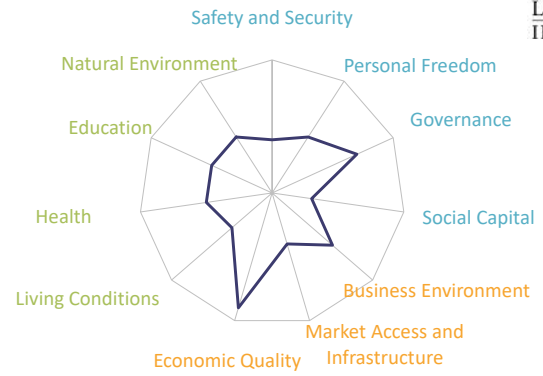 Safety and Security
Natural Environment
Personal Freedom
Education
Governance
Health
Social Capital
Living Conditions
Business Environment
Market Access and
Infrastructure
Economic Quality